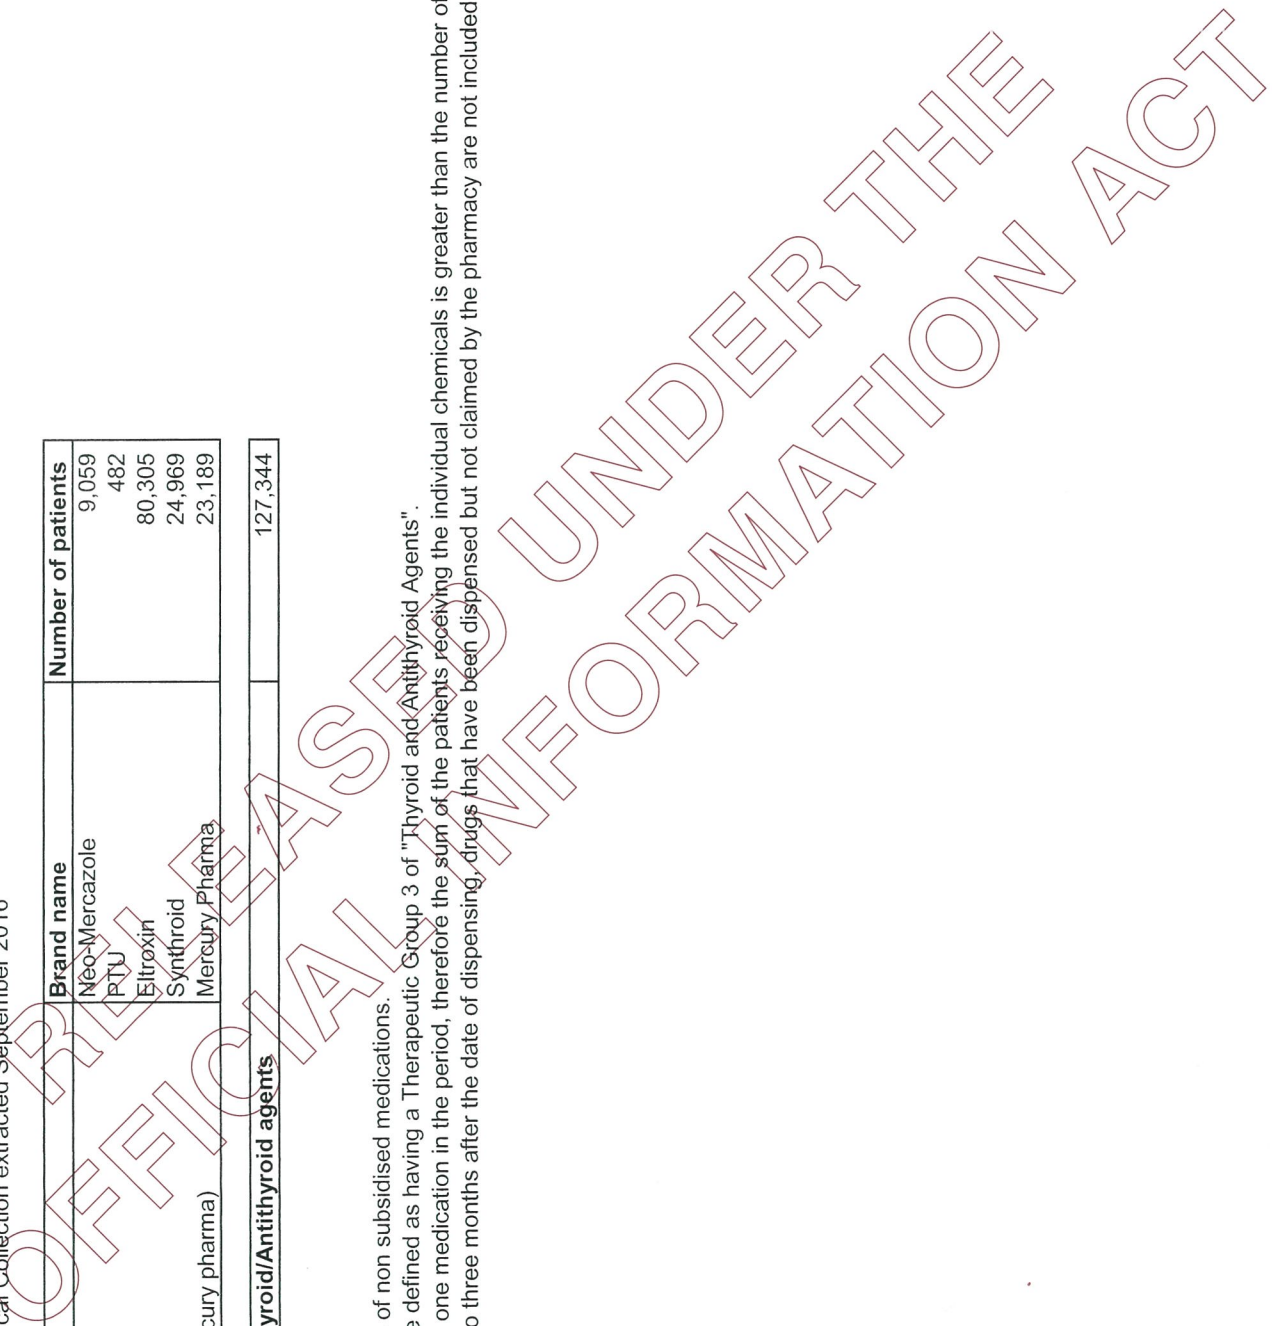 Collection extracted September 2016
Brand name Number of patients
Neo-Mercazole 9,059
PTU 482
Eltroxin 80,305
Synthroid 24,969
cury pharma) Mercury Pharma 23,189
yroid/Antithyroid agents 127,344
of non subsidised medications.
defined as having a Therapeutic Group 3 of "Thyroid and Antithyroid Agents".
one medication in the period, therefore the sum of the patients receiving the individual chemicals is greater than the number of
three months after the date of dispensing, drugs that have been dispensed but not claimed by the pharmacy are not included
RELEASED UNDER THE
OFFICIAL INFORMATION ACT